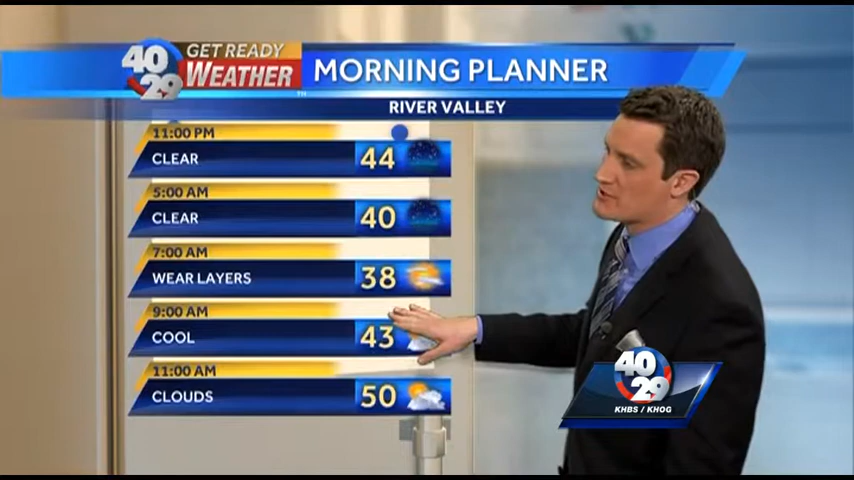 40
29
GET READY
WEATHER
TM
MORNING PLANNER
RIVER VALLEY
11:00 PM
CLEAR 44
5:00 AM
CLEAR 40
7:00 AM
WEAR LAYERS 38
9:00 AM
COOL 43
11:00 AM
CLOUDS 50
40
29
KHBS / KHOG